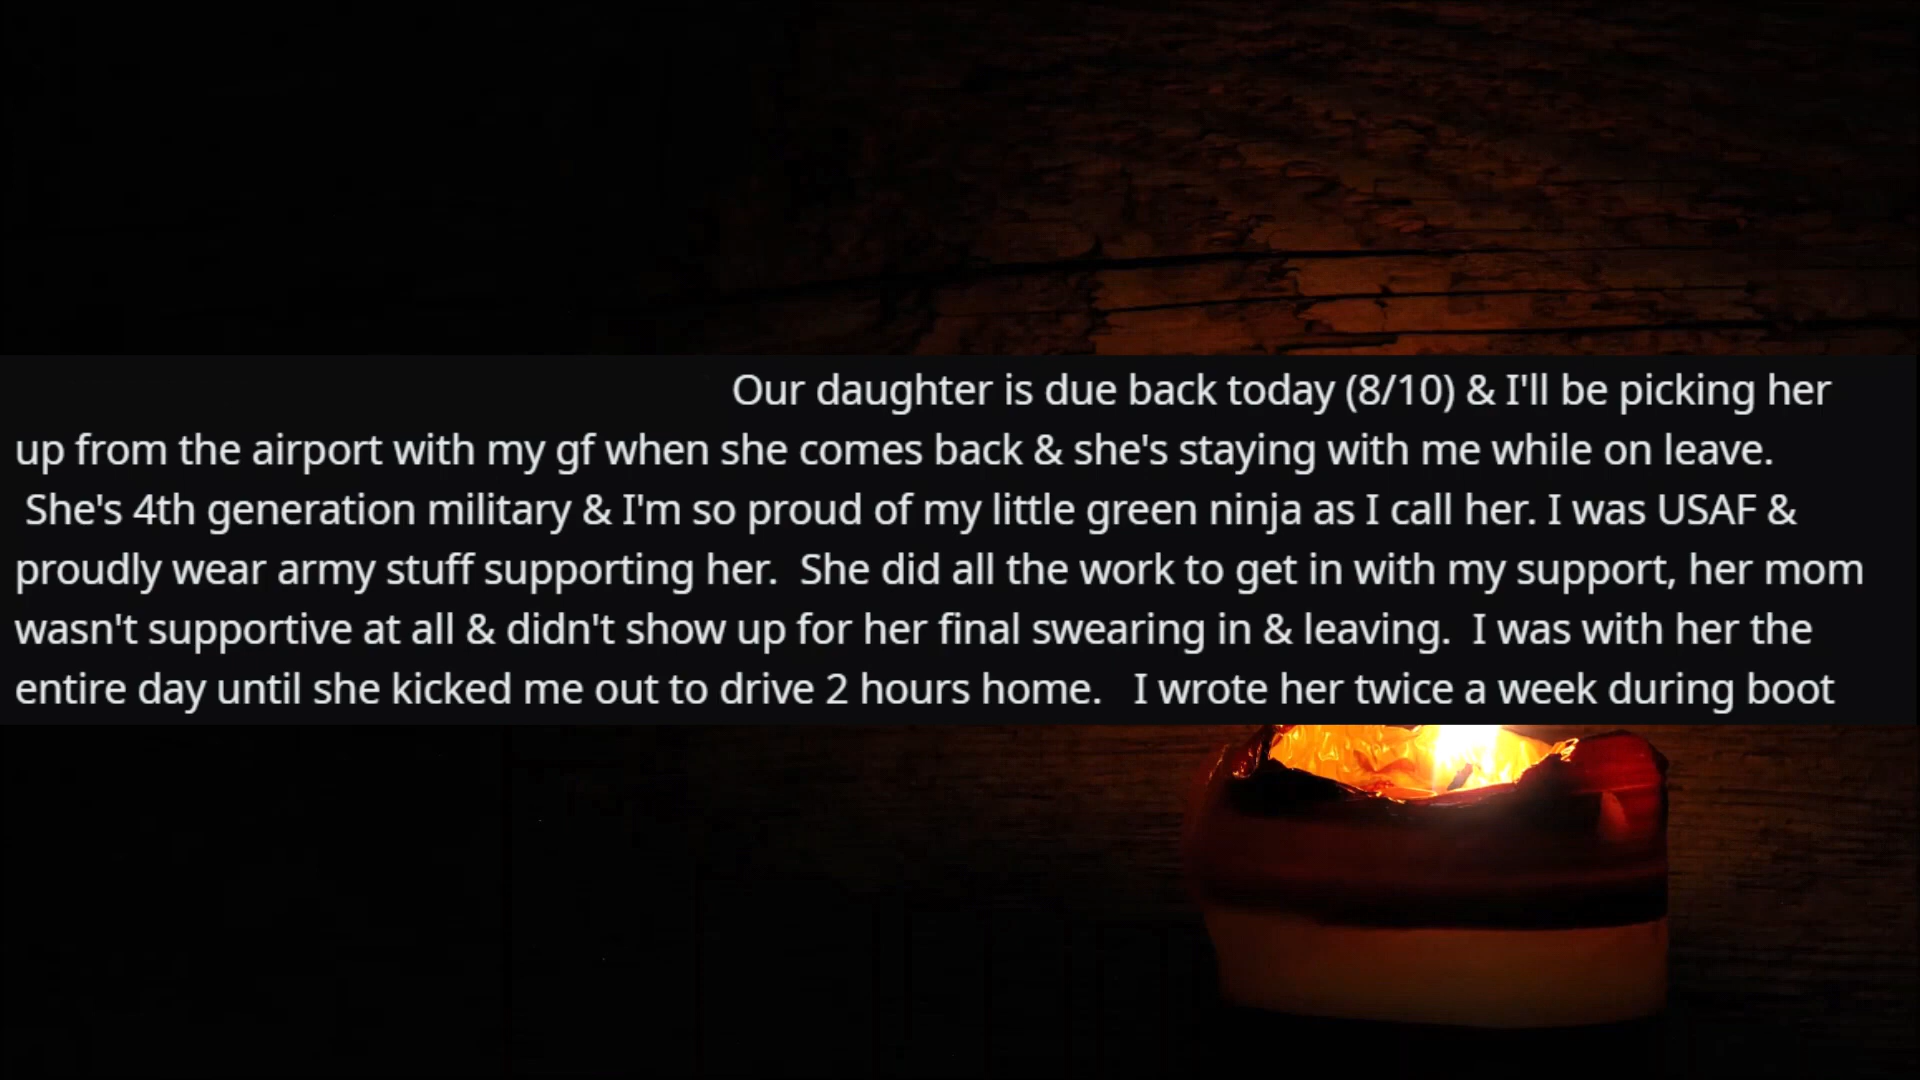 Our daughter is due back today (8/10) & I'll be picking her
up from the airport with my gf when she comes back & she's staying with me while on leave.
She's 4th generation military & I'm so proud of my little green ninja as I call her. I was USAF &
proudly wear army stuff supporting her.  She did all the work to get in with my support, her mom
wasn't supportive at all & didn't show up for her final swearing in & leaving.  I was with her the
entire day until she kicked me out to drive 2 hours home.   I wrote her twice a week during boot